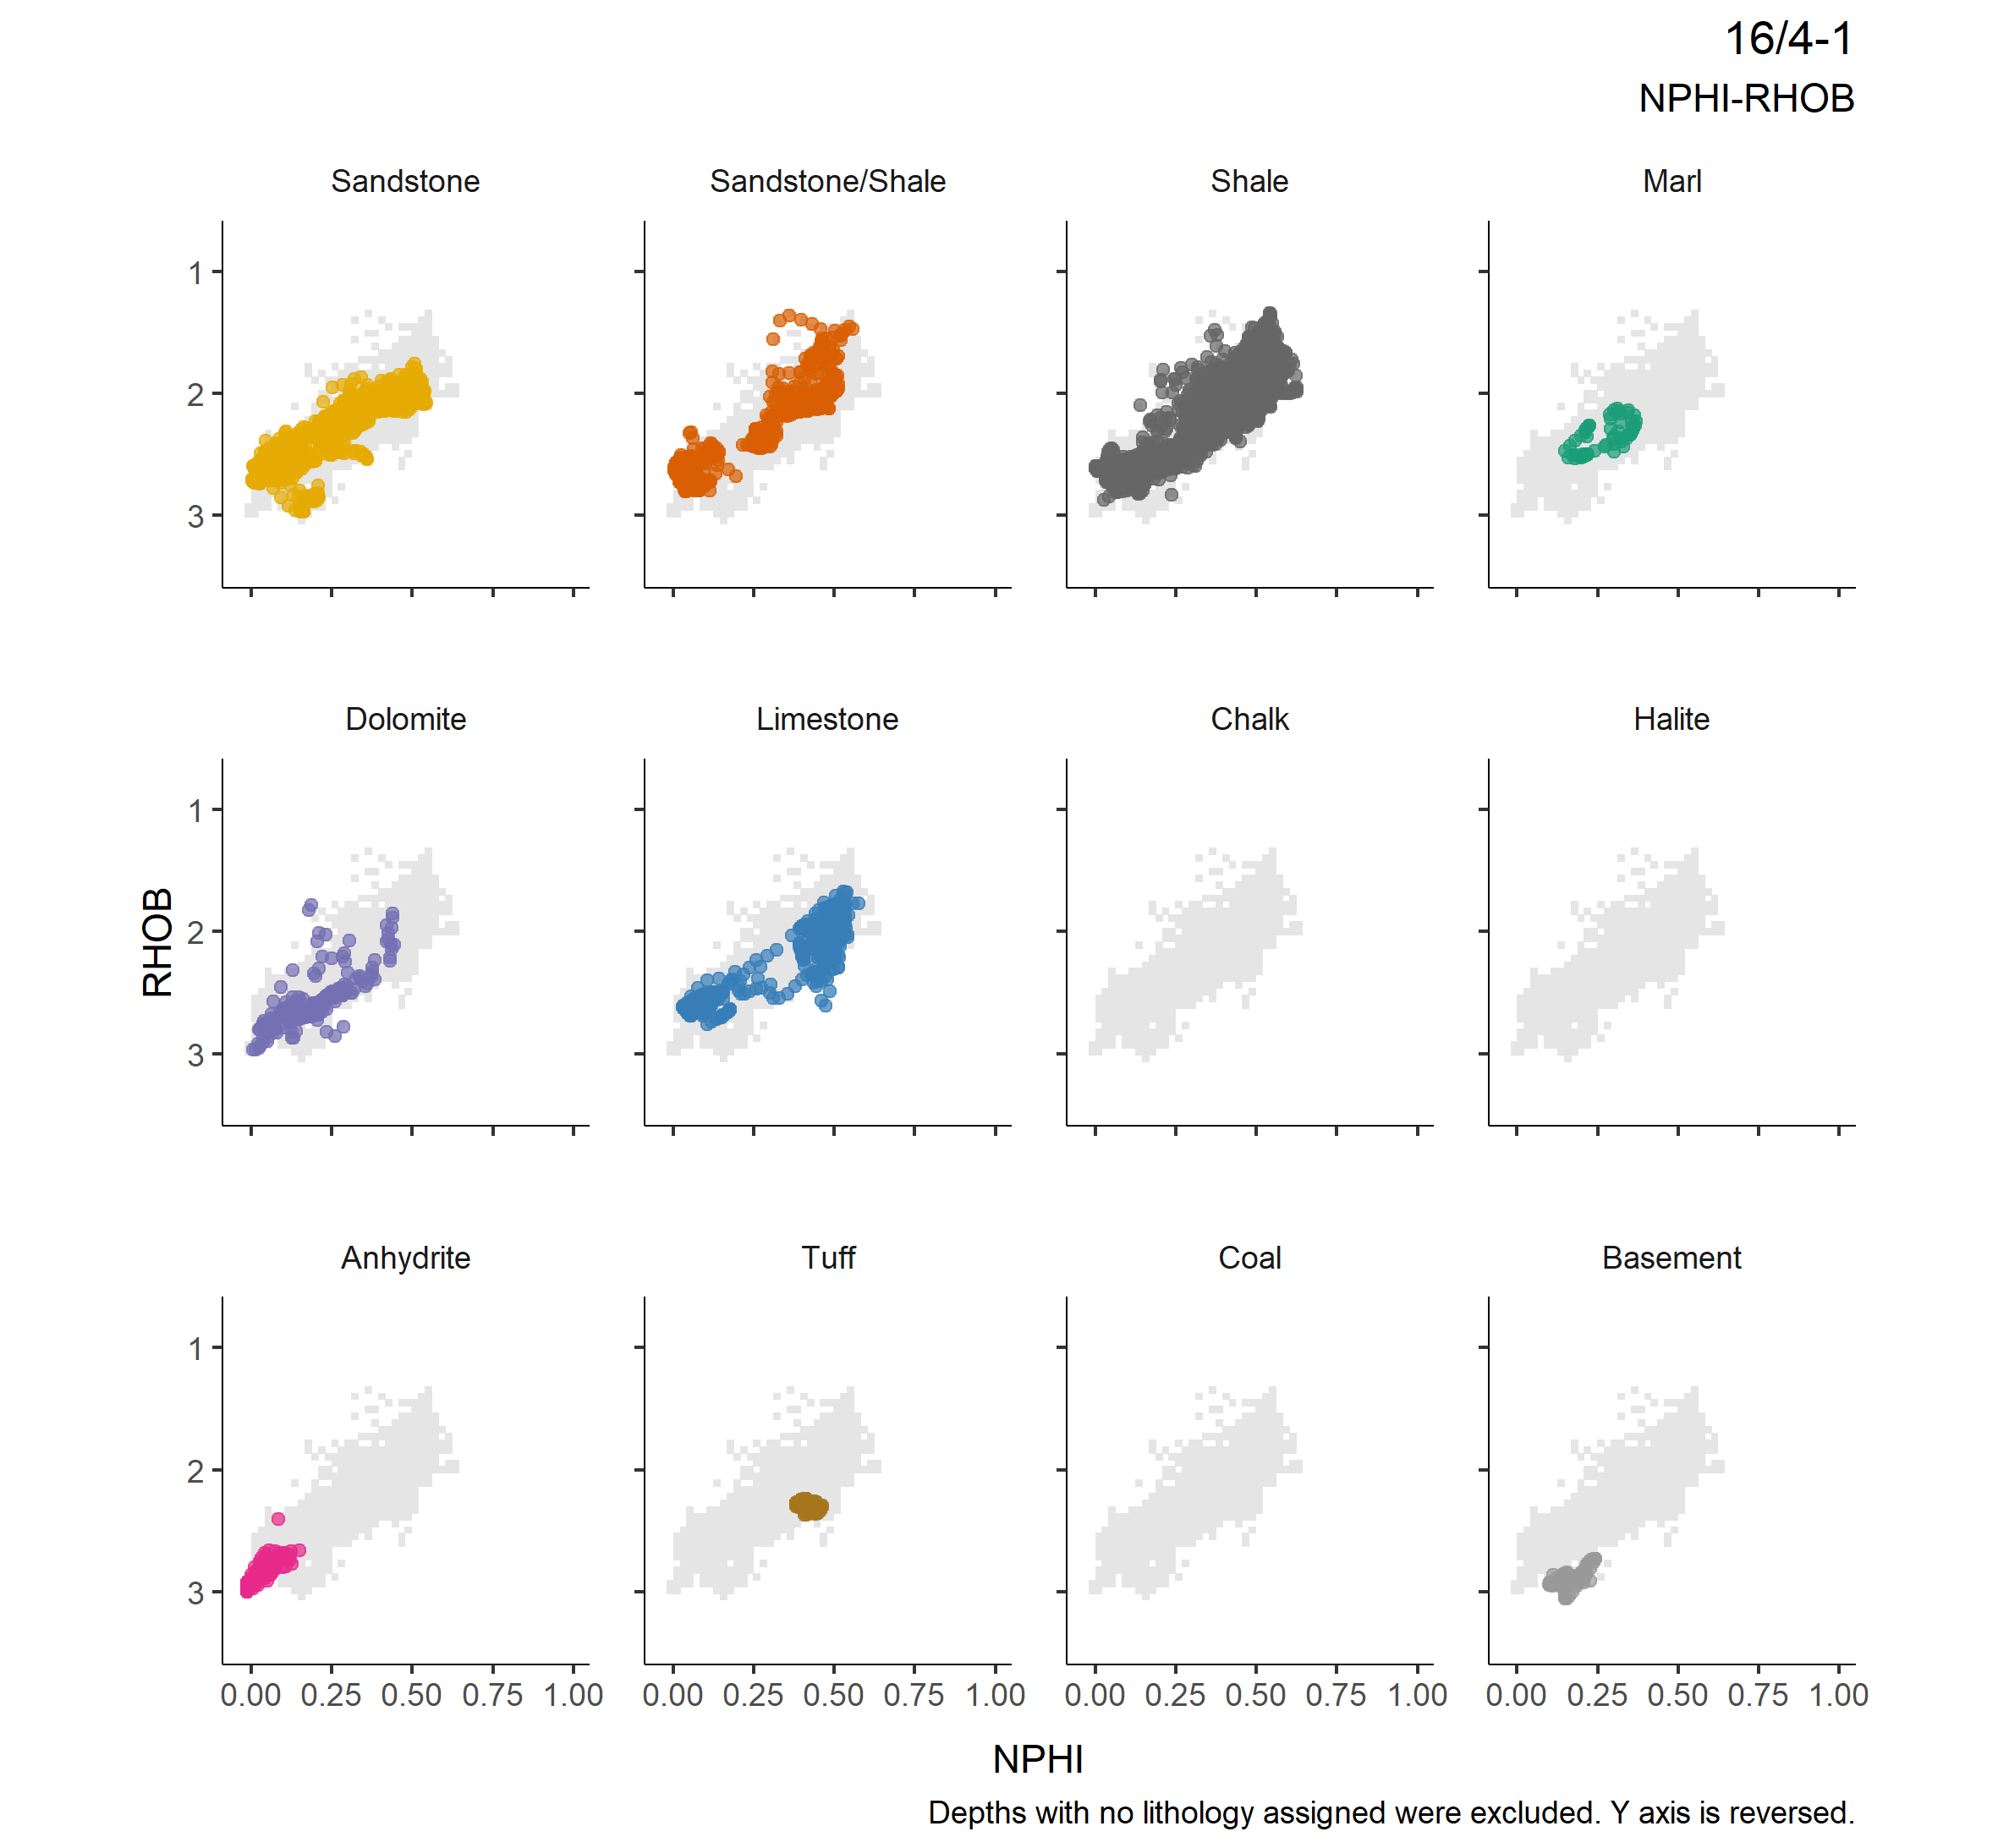 16/4-1
NPHI-RHOB
Sandstone Sandstone/Shale Shale Marl
1
2
3
Dolomite Limestone Chalk Halite
RHOB
1
2
3
Anhydrite Tuff Coal Basement
1
2
3
0.00 0.25 0.50 0.75 1.00 0.00 0.25 0.50 0.75 1.00 0.00 0.25 0.50 0.75 1.00 0.00 0.25 0.50 0.75 1.00
NPHI
Depths with no lithology assigned were excluded. Y axis is reversed.